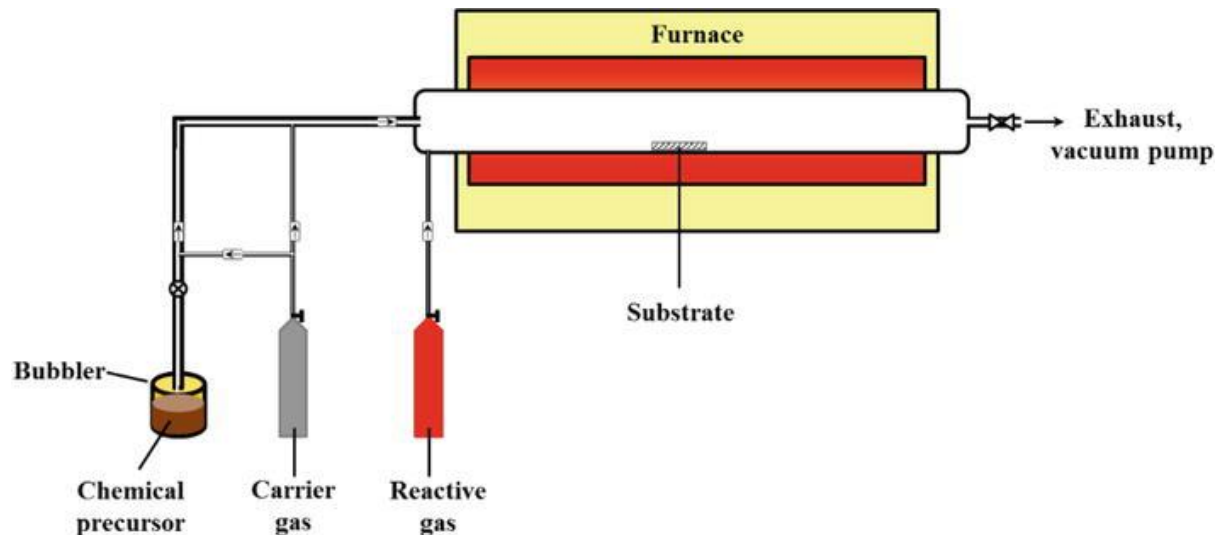 Furnace
Exhaust,
vacuum pump
Substrate
Bubbler
Chemical
precursor
Carrier
gas
Reactive
gas